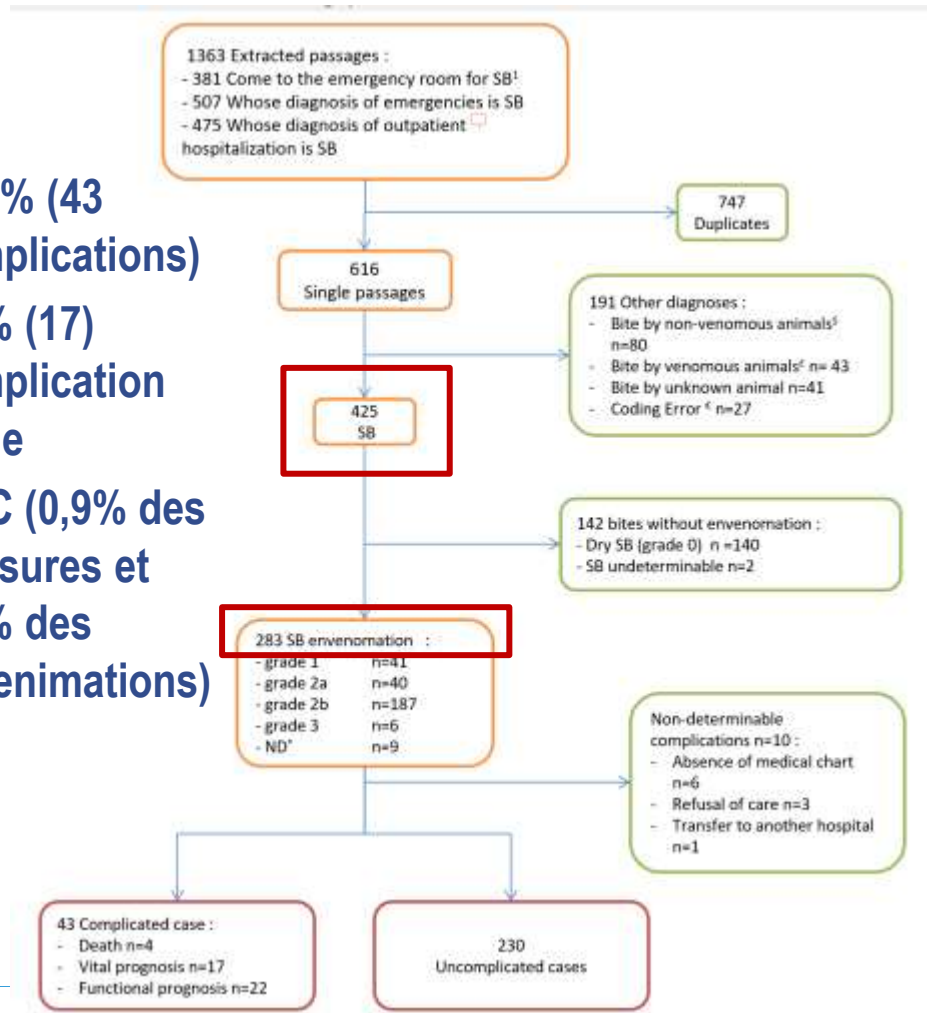 1363 Extracted passages :
- 381 Come to the emergency room for SB¹
- 507 Whose diagnosis of emergencies is SB
- 475 Whose diagnosis of outpatient
hospitalization is SB
% (43
plications)
% (17)
plication
e
C (0,9% des
sures et
% des
enimations)
747
Duplicates
616
Single passages
191 Other diagnoses :
- Bite by non-venomous animals$
n=80
- Bite by venomous animals£ n= 43
- Bite by unknown animal n=41
- Coding Error € n=27
425
SB
142 bites without envenomation :
- Dry SB (grade 0) n =140
- SB undeterminable n=2
283 SB envenomation :
- grade 1 n=41
- grade 2a n=40
- grade 2b n=187
- grade 3 n=6
- ND* n=9
Non-determinable
complications n=10 :
- Absence of medical chart
n=6
- Refusal of care n=3
- Transfer to another hospital
n=1
43 Complicated case :
- Death n=4
- Vital prognosis n=17
- Functional prognosis n=22
230
Uncomplicated cases